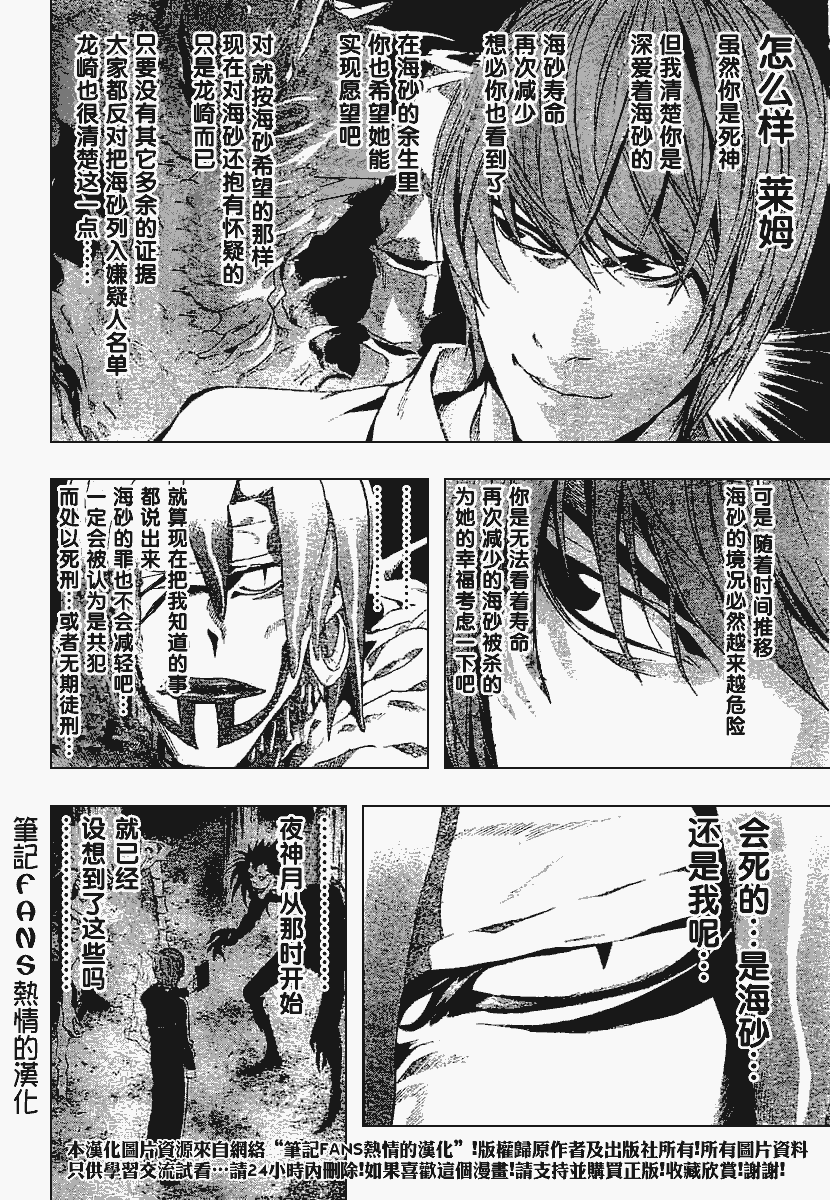 怎么样 莱姆
虽然你是死神
但我清楚你是
深爱着海砂的
海砂寿命
再次减少
想必你也看到了
在海砂的余生里
你也希望她能
实现愿望吧
对 就按海砂希望的那样
现在对海砂还抱有怀疑的
只是龙崎而已
只要没有其它多余的证据
大家都反对把海砂列入嫌疑人名单
龙崎也很清楚这一点……
可是 随着时间推移
海砂的境况必然越来越危险
你是无法看着寿命
再次减少的海砂被杀的
为她的幸福考虑一下吧
……………
……………
就算现在把我知道的事
都说出来
海砂的罪也不会减轻吧…
一定会被认为是共犯
而处以死刑…或者无期徒刑…
会死的…是海砂…
还是我呢…
……………
夜神月从那时开始
就已经
设想到了这些吗
……………
筆記FANS熱情的漢化
本漢化圖片資源來自網絡“筆記FANS熱情的漢化”!版權歸原作者及出版社所有!所有圖片資料
只供學習交流試看…請24小時內刪除!如果喜歡這個漫畫!請支持並購買正版!收藏欣賞!謝謝!